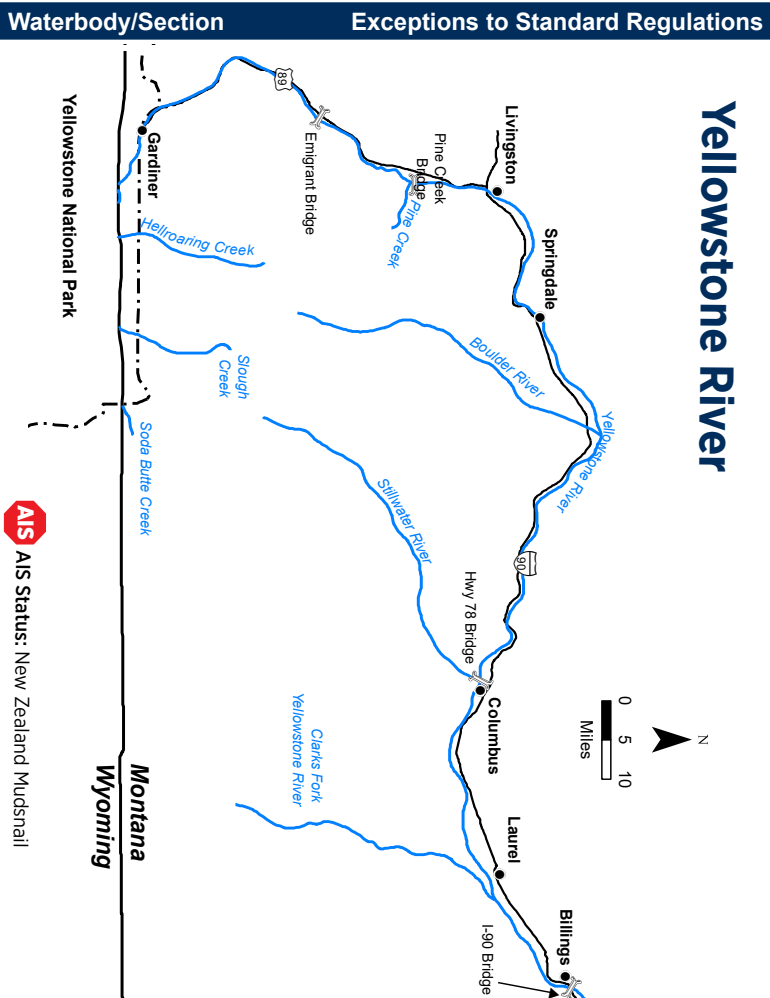 Waterbody/Section
Exceptions to Standard Regulations
Yellowstone River
N
0 5 10
Miles
Livingston
Springdale
Pine Creek
Bridge
Pine Creek
89
Emigrant Bridge
Gardiner
Yellowstone National Park
Hellroaring Creek
Slough
Creek
Soda Butte Creek
Boulder River
Yellowstone River
90
Stillwater River
Hwy 78 Bridge
Columbus
Clarks Fork
Yellowstone River
Laurel
Billings
I-90 Bridge
Montana
Wyoming
AIS
AIS Status: New Zealand Mudsnail